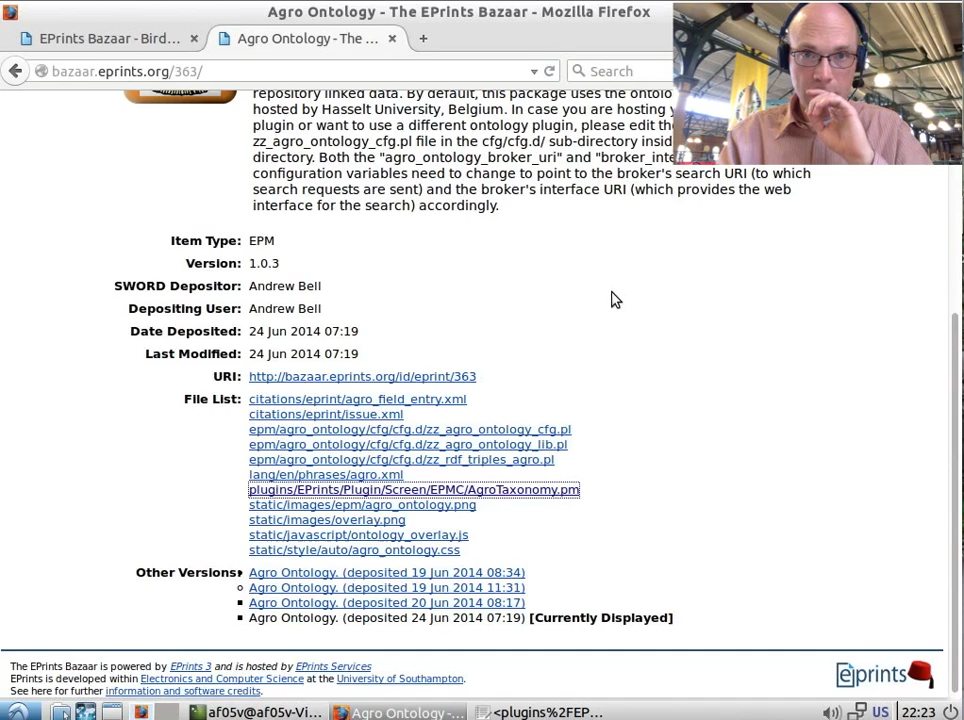 Agro Ontology - The EPrints Bazaar - Mozilla Firefox
EPrints Bazaar - Bird... ×
Agro Ontology - The ... ×
+
bazaar.eprints.org/363/
Search
repository linked data. By default, this package uses the ontolo
hosted by Hasselt University, Belgium. In case you are hosting y
plugin or want to use a different ontology plugin, please edit the
zz_agro_ontology_cfg.pl file in the cfg/cfg.d/ sub-directory insid
directory. Both the "agro_ontology_broker_uri" and "broker_inte
configuration variables need to change to point to the broker's search URI (to which
search requests are sent) and the broker's interface URI (which provides the web
interface for the search) accordingly.
Item Type: EPM
Version: 1.0.3
SWORD Depositor: Andrew Bell
Depositing User: Andrew Bell
Date Deposited: 24 Jun 2014 07:19
Last Modified: 24 Jun 2014 07:19
URI: http://bazaar.eprints.org/id/eprint/363
File List: citations/eprint/agro_field_entry.xml
citations/eprint/issue.xml
epm/agro_ontology/cfg/cfg.d/zz_agro_ontology_cfg.pl
epm/agro_ontology/cfg/cfg.d/zz_agro_ontology_lib.pl
epm/agro_ontology/cfg/cfg.d/zz_rdf_triples_agro.pl
lang/en/phrases/agro.xml
plugins/EPrints/Plugin/Screen/EPMC/AgroTaxonomy.pm
static/images/epm/agro_ontology.png
static/images/overlay.png
static/javascript/ontology_overlay.js
static/style/auto/agro_ontology.css
Other Versions: Agro Ontology. (deposited 19 Jun 2014 08:34)
Agro Ontology. (deposited 19 Jun 2014 11:31)
Agro Ontology. (deposited 20 Jun 2014 08:17)
Agro Ontology. (deposited 24 Jun 2014 07:19) [Currently Displayed]
The EPrints Bazaar is powered by EPrints 3 and is hosted by EPrints Services
EPrints is developed within Electronics and Computer Science at the University of Southampton.
See here for further information and software credits.
eprints
af05v@af05v-Vi...
Agro Ontology -...
<plugins%2FEP...
US
22:23